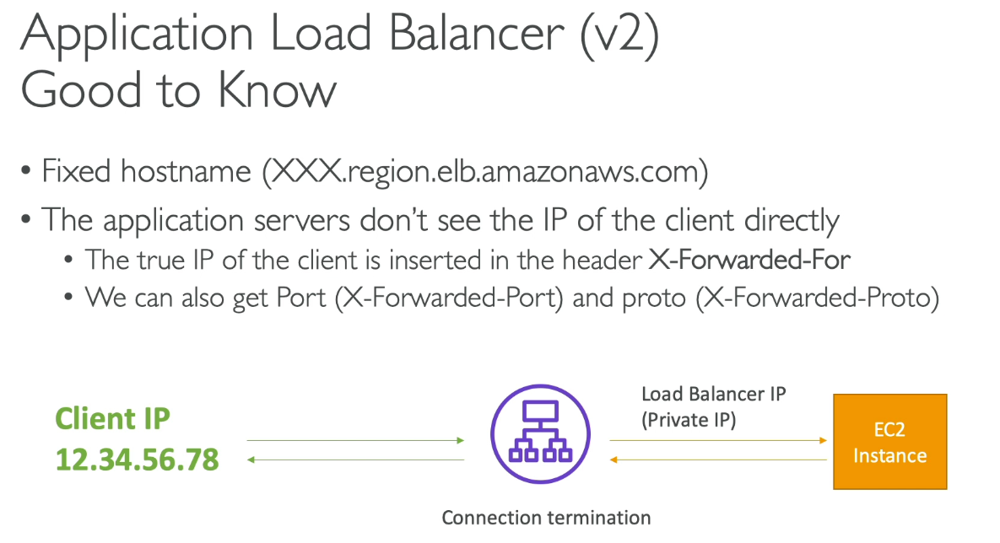 Application Load Balancer (v2)
Good to Know
• Fixed hostname (XXX.region.elb.amazonaws.com)
• The application servers don’t see the IP of the client directly
• The true IP of the client is inserted in the header X-Forwarded-For
• We can also get Port (X-Forwarded-Port) and proto (X-Forwarded-Proto)
Client IP
12.34.56.78
Load Balancer IP
(Private IP)
EC2
Instance
Connection termination